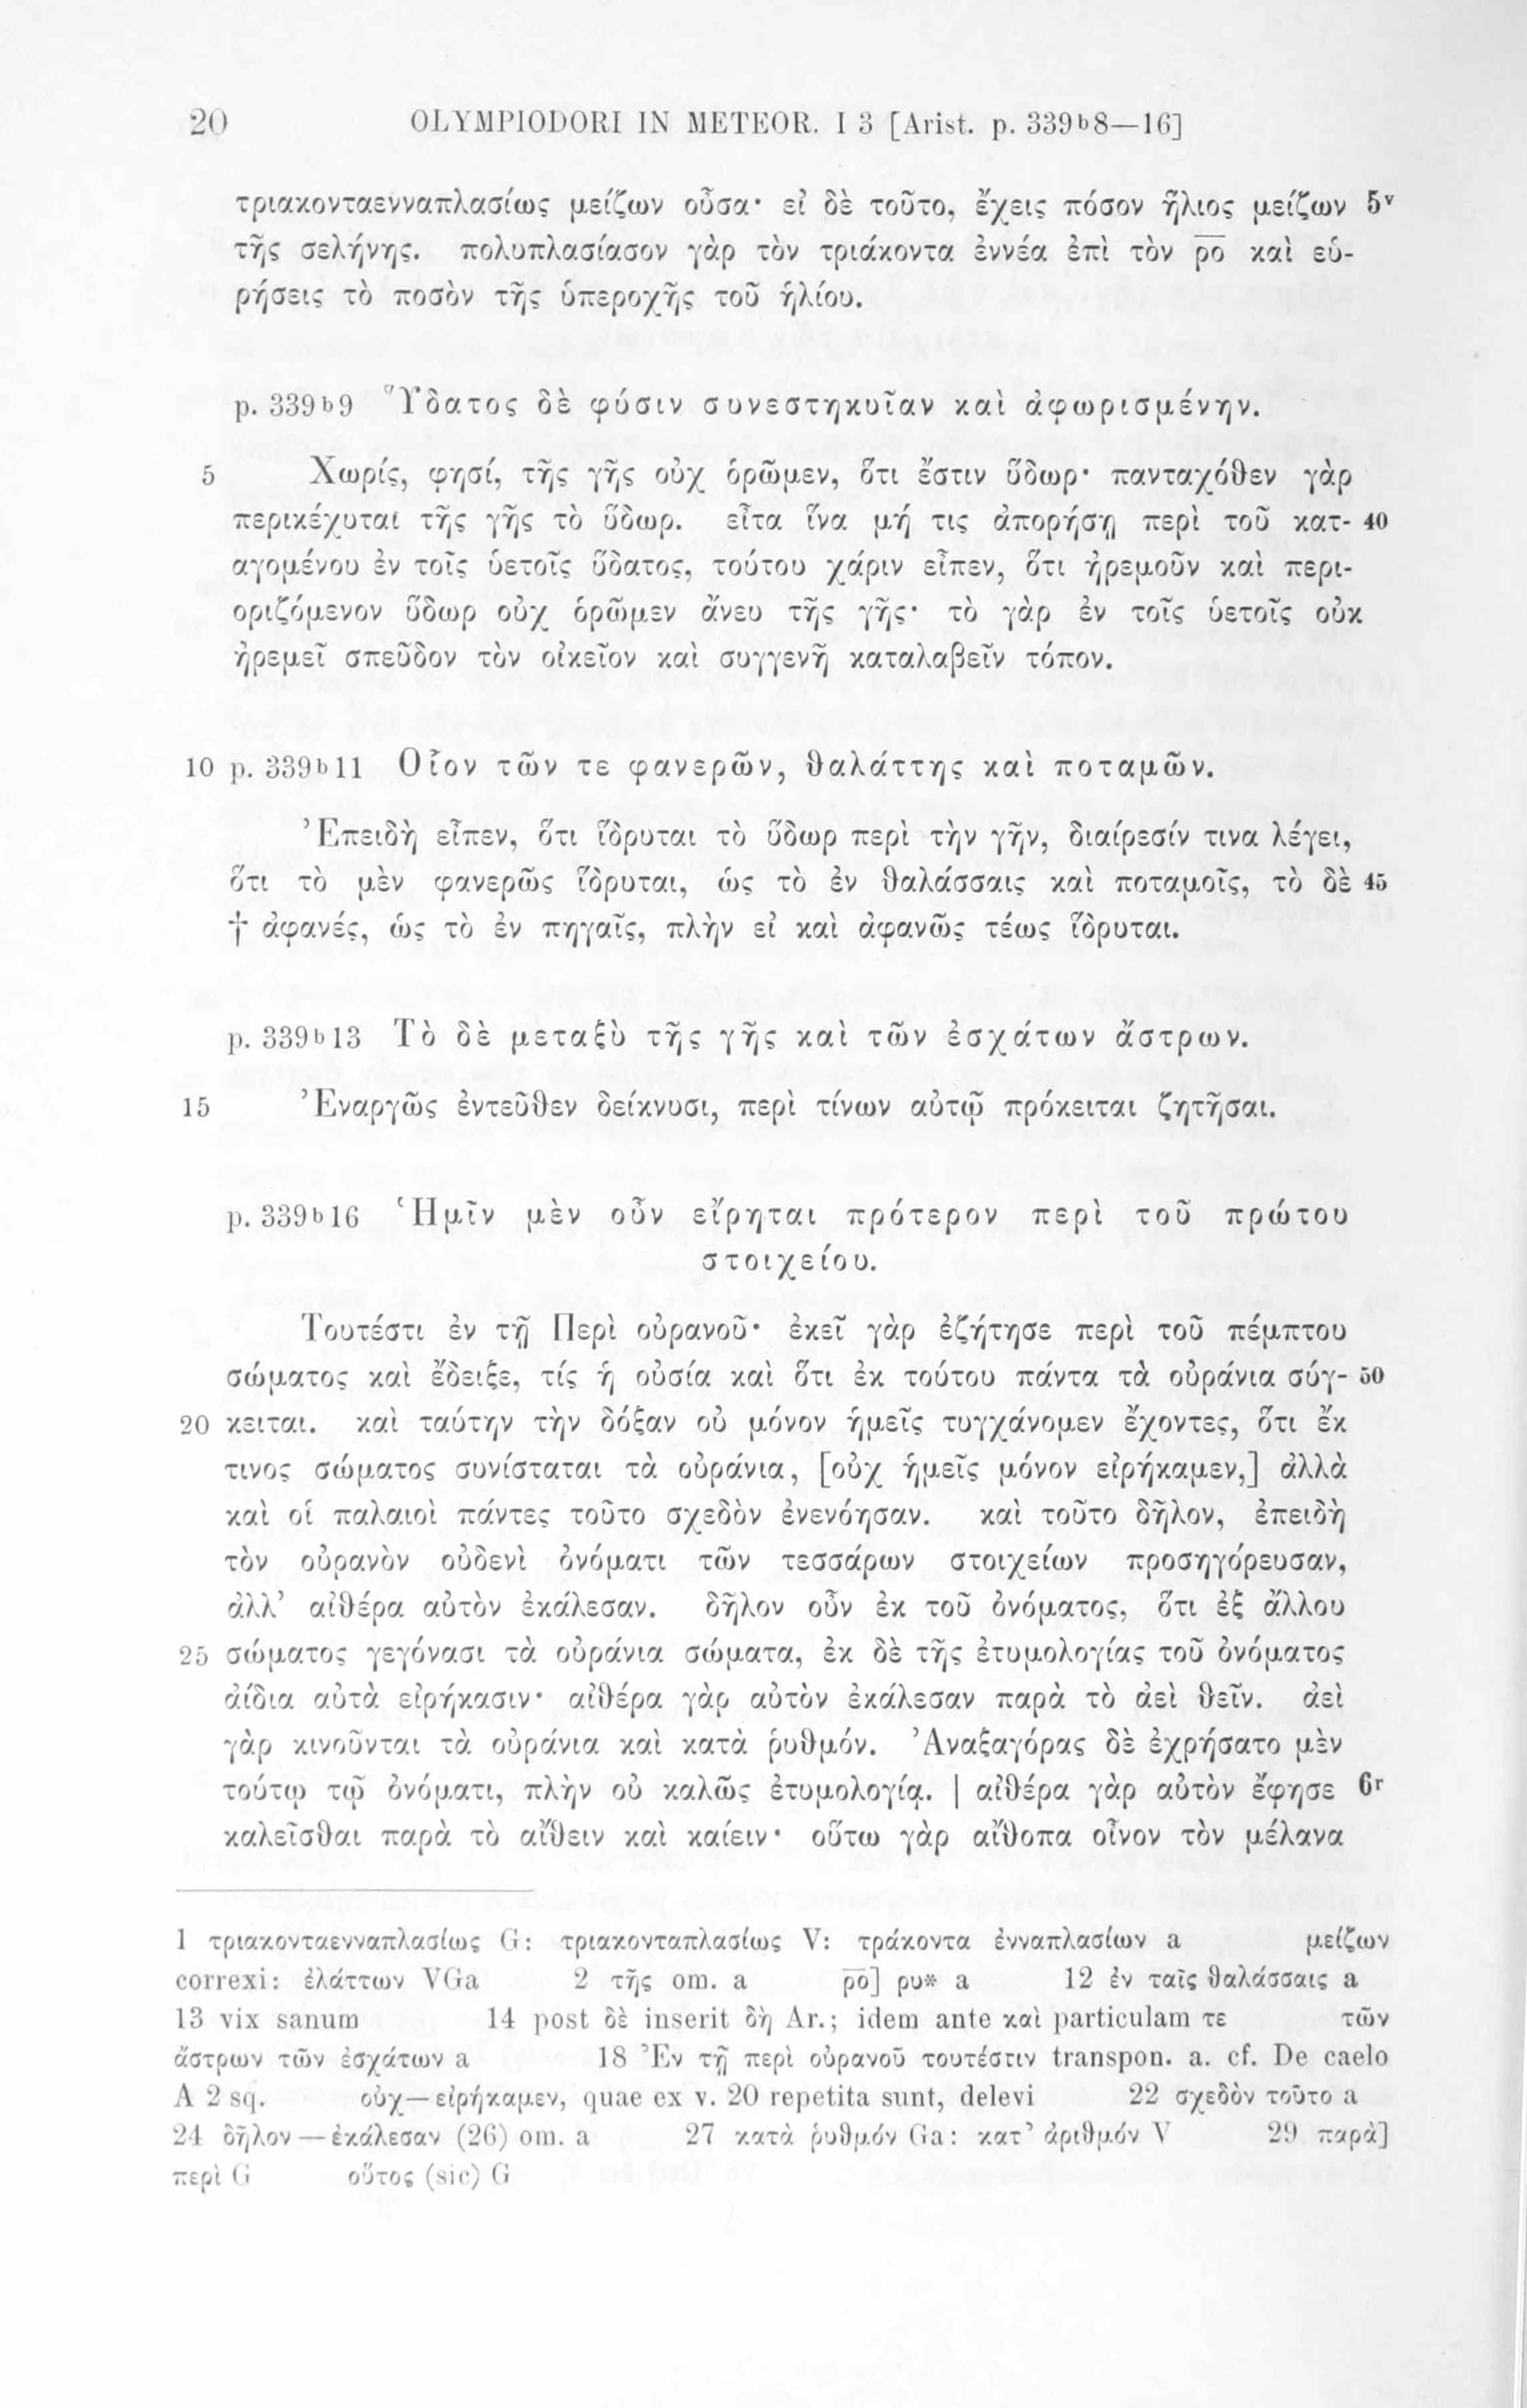 20 OLYMPIODORI IN METEOR. I 3 [Arist. p. 339b8—16]
τριακονταενναπλασίως μείζων οὖσα· εἰ δὲ τοῦτο, ἔχεις πόσον ἥλιος μείζων 5v
τῆς σελήνης. πολυπλασίασον γὰρ τὸν τριάκοντα ἐννέα ἐπὶ τὸν ρ̅ο̅ καὶ εὑ-
ρήσεις τὸ ποσὸν τῆς ὑπεροχῆς τοῦ ἡλίου.
p. 339b9 Ὕδατος δὲ φύσιν συνεστηκυῖαν καὶ ἀφωρισμένην.
5 Χωρίς, φησί, τῆς γῆς οὐχ ὁρῶμεν, ὅτι ἔστιν ὕδωρ· πανταχόθεν γὰρ
περικέχυται τῆς γῆς τὸ ὕδωρ. εἶτα ἵνα μή τις ἀπορήσῃ περὶ τοῦ κατ- 40
αγομένου ἐν τοῖς ὑετοῖς ὕδατος, τούτου χάριν εἶπεν, ὅτι ἠρεμοῦν καὶ περι-
οριζόμενον ὕδωρ οὐχ ὁρῶμεν ἄνευ τῆς γῆς· τὸ γὰρ ἐν τοῖς ὑετοῖς οὐκ
ἠρεμεῖ σπεῦδον τὸν οἰκεῖον καὶ συγγενῆ καταλαβεῖν τόπον.
10 p. 339b11 Οἷον τῶν τε φανερῶν, θαλάττης καὶ ποταμῶν.
Ἐπειδὴ εἶπεν, ὅτι ἵδρυται τὸ ὕδωρ περὶ τὴν γῆν, διαίρεσίν τινα λέγει,
ὅτι τὸ μὲν φανερῶς ἵδρυται, ὡς τὸ ἐν θαλάσσαις καὶ ποταμοῖς, τὸ δὲ 45
† ἀφανές, ὡς τὸ ἐν πηγαῖς, πλὴν εἰ καὶ ἀφανῶς τέως ἵδρυται.
p. 339b13 Τὸ δὲ μεταξὺ τῆς γῆς καὶ τῶν ἐσχάτων ἄστρων.
15 Ἐναργῶς ἐντεῦθεν δείκνυσι, περὶ τίνων αὐτῷ πρόκειται ζητῆσαι.
p. 339b16 Ἡμῖν μὲν οὖν εἴρηται πρότερον περὶ τοῦ πρώτου
στοιχείου.
Τουτέστι ἐν τῇ Περὶ οὐρανοῦ· ἐκεῖ γὰρ ἐζήτησε περὶ τοῦ πέμπτου
σώματος καὶ ἔδειξε, τίς ἡ οὐσία καὶ ὅτι ἐκ τούτου πάντα τὰ οὐράνια σύγ- 50
20 κειται. καὶ ταύτην τὴν δόξαν οὐ μόνον ἡμεῖς τυγχάνομεν ἔχοντες, ὅτι ἔκ
τινος σώματος συνίσταται τὰ οὐράνια, [οὐχ ἡμεῖς μόνον εἰρήκαμεν,] ἀλλὰ
καὶ οἱ παλαιοὶ πάντες τοῦτο σχεδὸν ἐνενόησαν. καὶ τοῦτο δῆλον, ἐπειδὴ
τὸν οὐρανὸν οὐδενὶ ὀνόματι τῶν τεσσάρων στοιχείων προσηγόρευσαν,
ἀλλ’ αἰθέρα αὐτὸν ἐκάλεσαν. δῆλον οὖν ἐκ τοῦ ὀνόματος, ὅτι ἐξ ἄλλου
25 σώματος γεγόνασι τὰ οὐράνια σώματα, ἐκ δὲ τῆς ἐτυμολογίας τοῦ ὀνόματος
ἀίδια αὐτὰ εἰρήκασιν· αἰθέρα γὰρ αὐτὸν ἐκάλεσαν παρὰ τὸ ἀεὶ θεῖν. ἀεὶ
γὰρ κινοῦνται τὰ οὐράνια καὶ κατὰ ῥυθμόν. Ἀναξαγόρας δὲ ἐχρήσατο μὲν
τούτῳ τῷ ὀνόματι, πλὴν οὐ καλῶς ἐτυμολογίᾳ. | αἰθέρα γὰρ αὐτὸν ἔφησε 6r
καλεῖσθαι παρὰ τὸ αἴθειν καὶ καίειν· οὕτω γὰρ αἴθοπα οἶνον τὸν μέλανα
1 τριακονταενναπλασίως G: τριακονταπλασίως V: τράκοντα ἐνναπλασίων a μείζων
correxi: ἐλάττων VGa 2 τῆς om. a ρ̅ο̅] ρυ* a 12 ἐν ταῖς θαλάσσαις a
13 vix sanum 14 post δὲ inserit δὴ Ar.; idem ante καὶ particulam τε τῶν
ἄστρων τῶν ἐσχάτων a 18 Ἐν τῇ περὶ οὐρανοῦ τουτέστιν transpon. a. cf. De caelo
A 2 sq. οὐχ—εἰρήκαμεν, quae ex v. 20 repetita sunt, delevi 22 σχεδὸν τοῦτο a
24 δῆλον—ἐκάλεσαν (26) om. a 27 κατὰ ῥυθμόν Ga: κατ’ ἀριθμόν V 29 παρὰ]
περὶ G οὕτος (sic) G